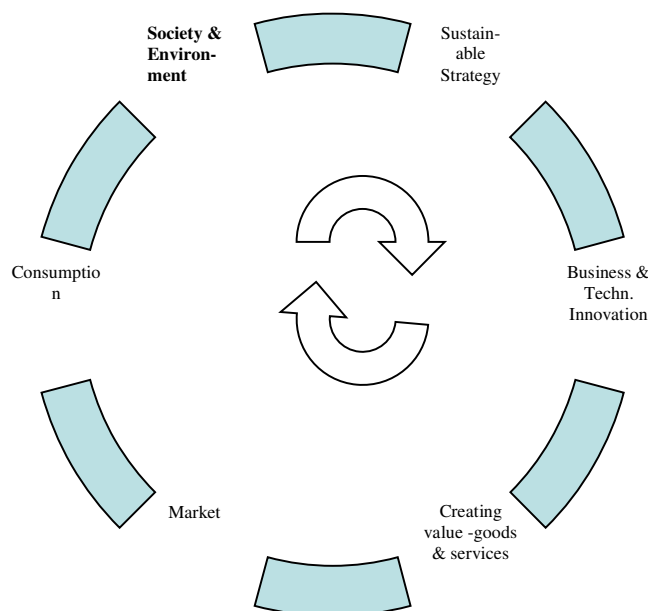 Society &
Environ-
ment
Sustain-
able
Strategy
Consumptio
n
Business &
Techn.
Innovation
Market
Creating
value -goods
& services